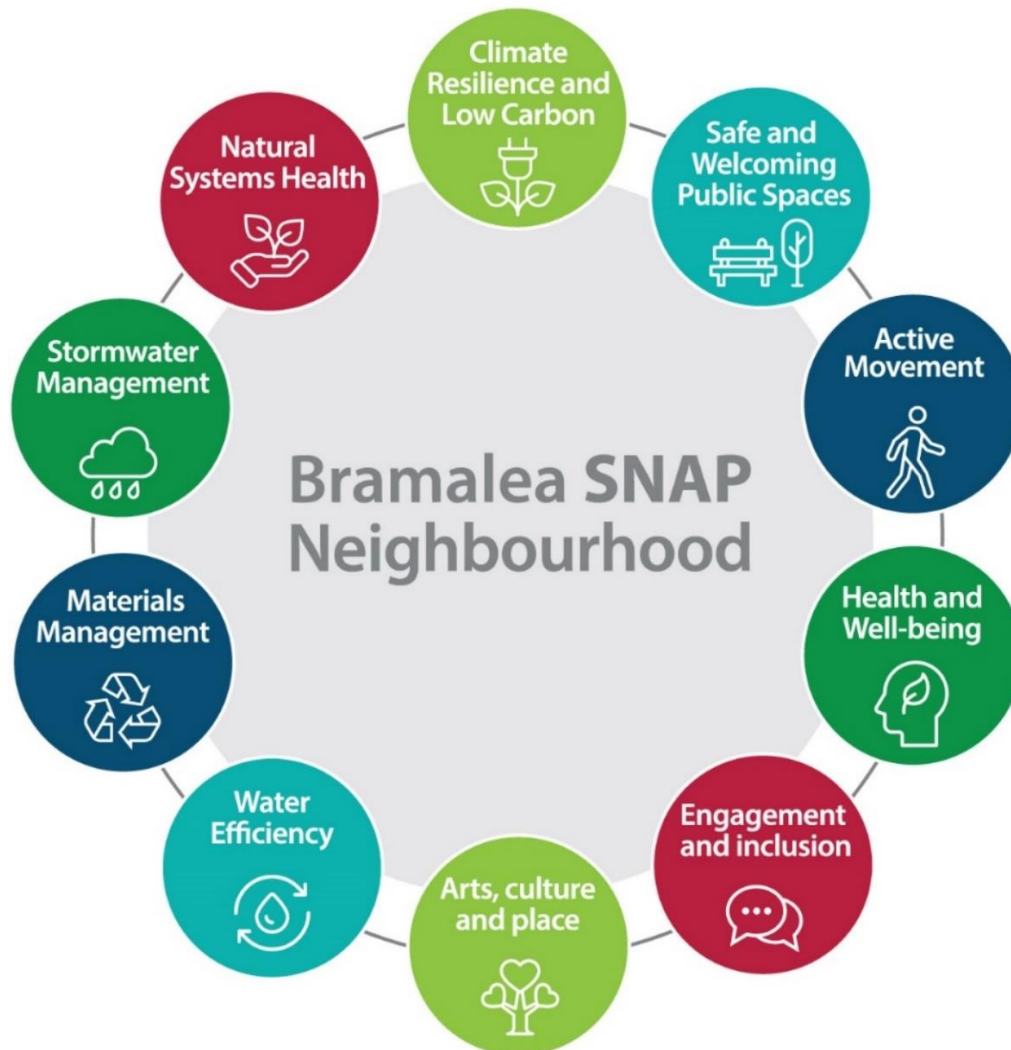 Climate
Resilience and
Low Carbon
Safe and
Welcoming
Public Spaces
Active
Movement
Health and
Well-being
Engagement
and inclusion
Arts, culture
and place
Water
Efficiency
Materials
Management
Stormwater
Management
Natural
Systems Health
Bramalea SNAP
Neighbourhood